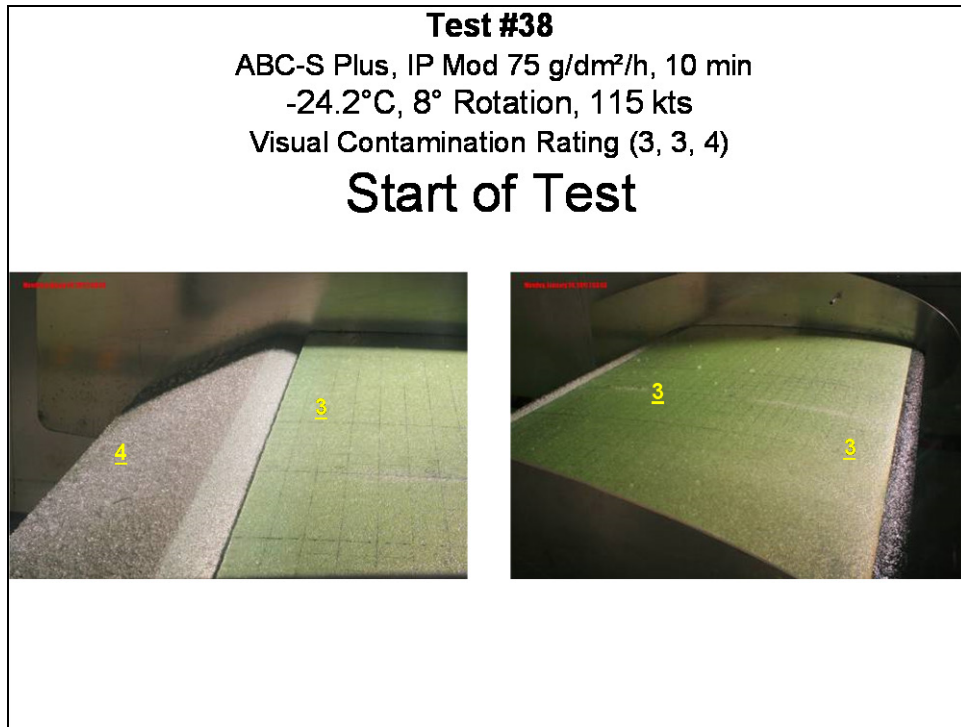 Test #38
ABC-S Plus, IP Mod 75 g/dm²/h, 10 min
-24.2°C, 8° Rotation, 115 kts
Visual Contamination Rating (3, 3, 4)
Start of Test
4
3
3
3